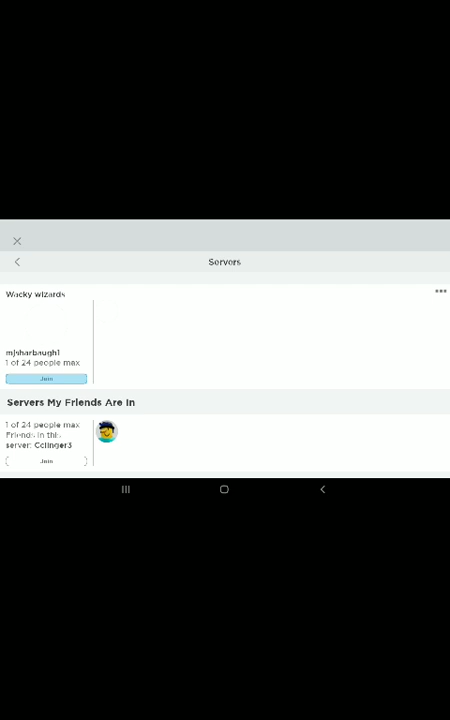 Servers
Wacky wizards
mjsharbaugh1
1 of 24 people max
Join
Servers My Friends Are In
1 of 24 people max
Friends in this
server: Cclinger3
Join